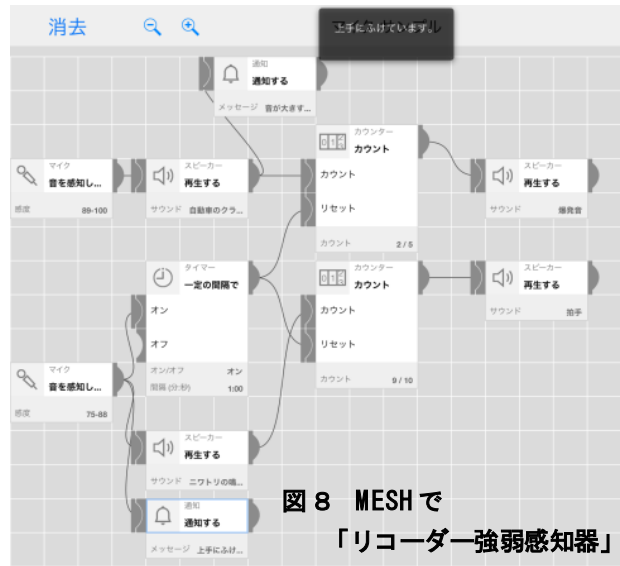 消去
上手にふけています。
通知
通知する
メッセージ 音が大きす...
カウンター
カウント
カウント
リセット
カウント 2/5
マイク
音を感知し...
感度 89-100
スピーカー
再生する
サウンド 自動車のクラ...
スピーカー
再生する
サウンド 爆発音
タイマー
一定の間隔で
オン
オフ
オン/オフ オン
間隔(分:秒) 1:00
カウンター
カウント
カウント
リセット
カウント 9/10
スピーカー
再生する
サウンド 拍手
マイク
音を感知し...
感度 75-88
スピーカー
再生する
サウンド ニワトリの鳴...
通知
通知する
メッセージ 上手にふけ...
図8 MESHで
「リコーダー強弱感知器」